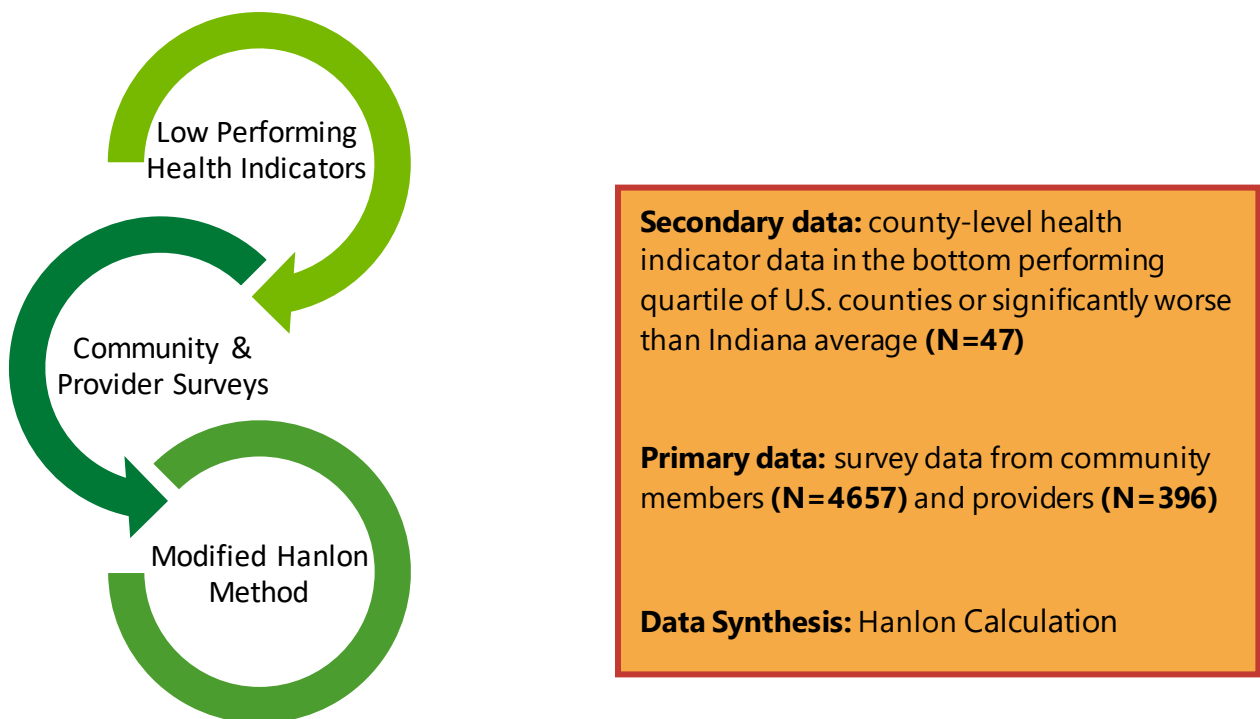 Low Performing
Health Indicators
Community &
Provider Surveys
Modified Hanlon
Method
Secondary data: county-level health
indicator data in the bottom performing
quartile of U.S. counties or significantly worse
than Indiana average (N=47)
Primary data: survey data from community
members (N=4657) and providers (N=396)
Data Synthesis: Hanlon Calculation